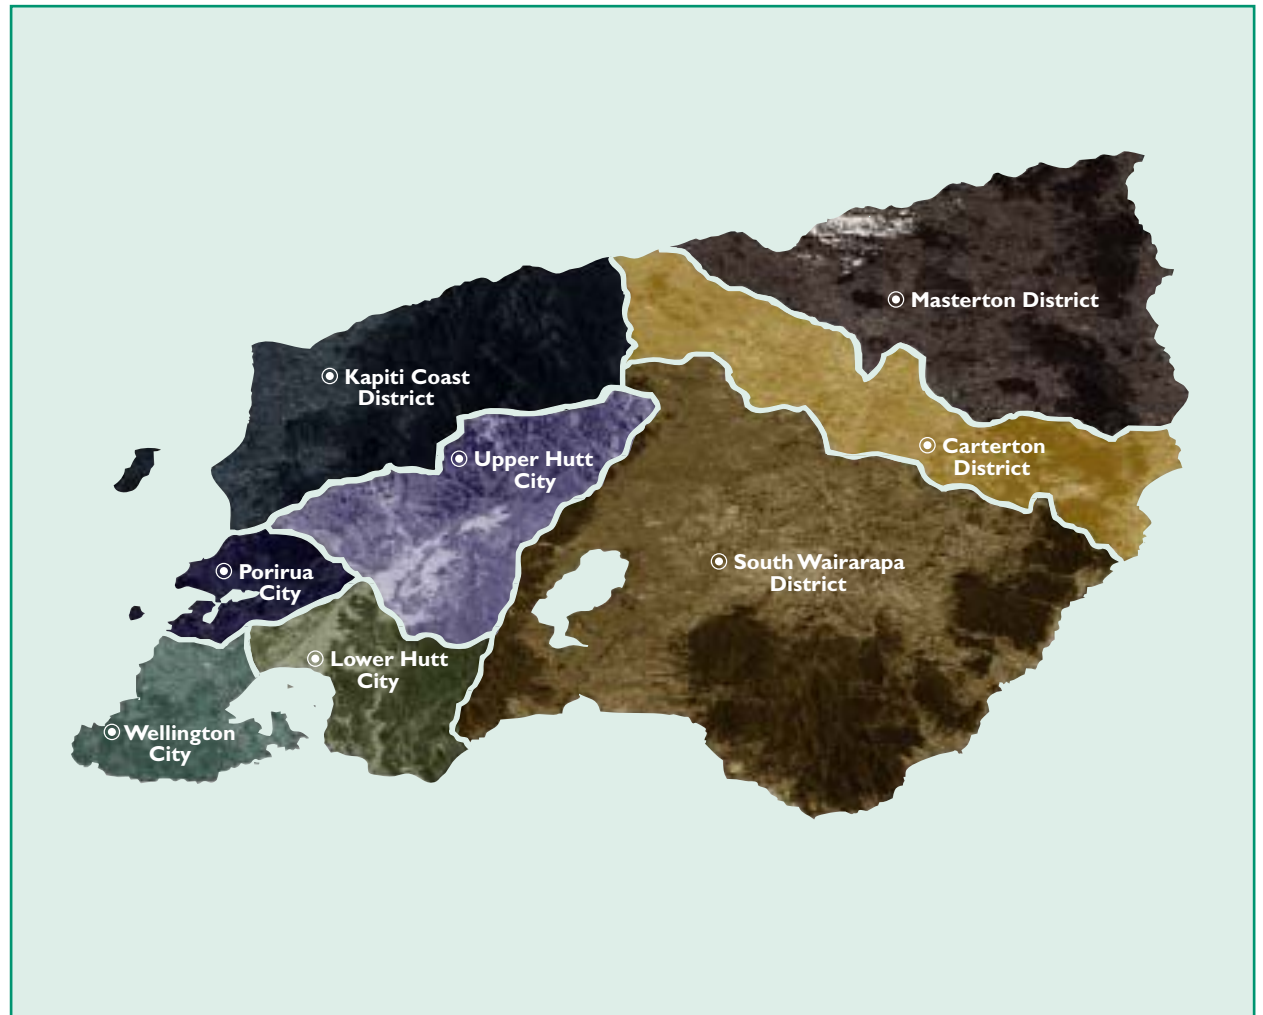 Masterton District
Kapiti Coast
District
Carterton
District
Upper Hutt
City
South Wairarapa
District
Porirua
City
Lower Hutt
City
Wellington
City